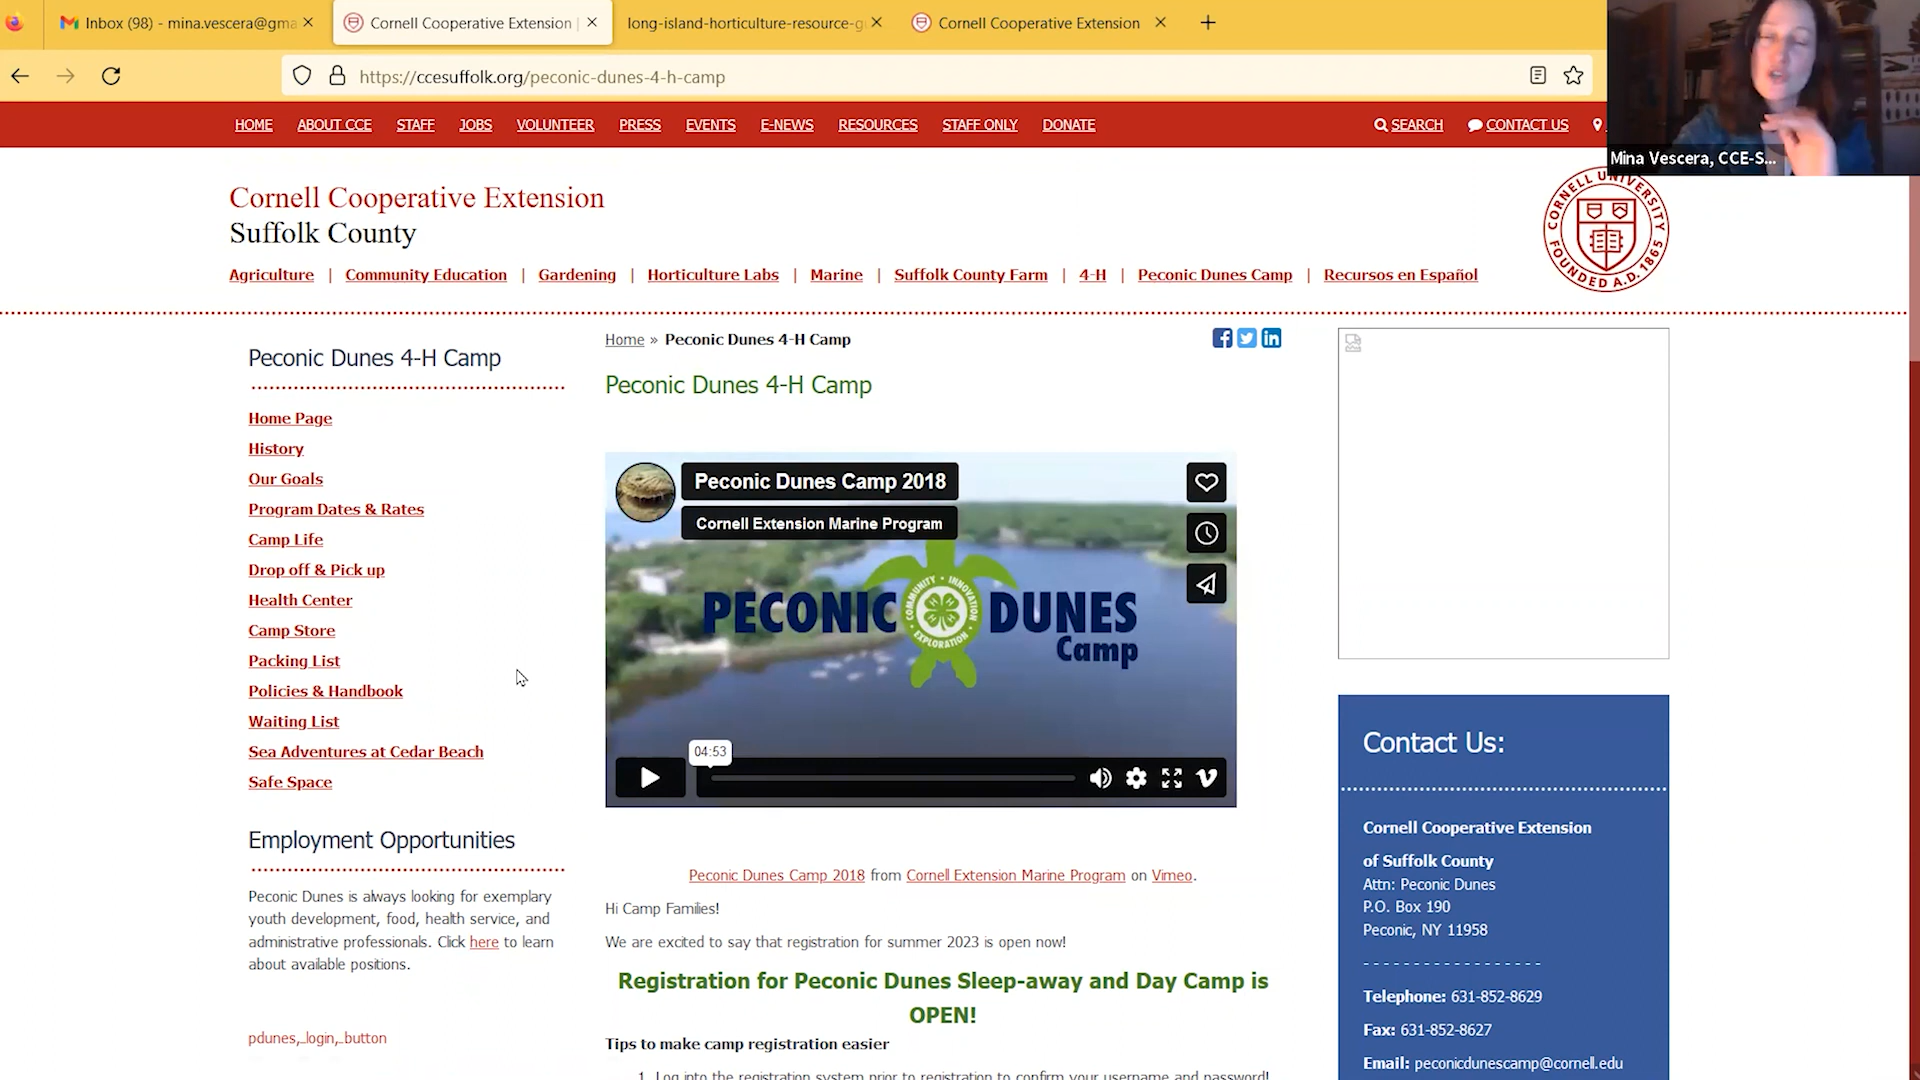 Inbox (98) - mina.vescera@gma
Cornell Cooperative Extension |
long-island-horticulture-resource-g
Cornell Cooperative Extension
https://ccesuffolk.org/peconic-dunes-4-h-camp
HOME ABOUT CCE STAFF JOBS VOLUNTEER PRESS EVENTS E-NEWS RESOURCES STAFF ONLY DONATE SEARCH CONTACT US
Mina Vescera, CCE-S...
Cornell Cooperative Extension
Suffolk County
CORNELL UNIVERSITY
FOUNDED A.D. 1865
Agriculture | Community Education | Gardening | Horticulture Labs | Marine | Suffolk County Farm | 4-H | Peconic Dunes Camp | Recursos en Español
Peconic Dunes 4-H Camp
Home Page
History
Our Goals
Program Dates & Rates
Camp Life
Drop off & Pick up
Health Center
Camp Store
Packing List
Policies & Handbook
Waiting List
Sea Adventures at Cedar Beach
Safe Space
Employment Opportunities
Peconic Dunes is always looking for exemplary
youth development, food, health service, and
administrative professionals. Click here to learn
about available positions.
pdunes_login_button
Home » Peconic Dunes 4-H Camp
Peconic Dunes 4-H Camp
Peconic Dunes Camp 2018
Cornell Extension Marine Program
PECONIC DUNES
Camp
COMMUNITY • INNOVATION • EXPLORATION
04:53
Peconic Dunes Camp 2018 from Cornell Extension Marine Program on Vimeo.
Hi Camp Families!
We are excited to say that registration for summer 2023 is open now!
Registration for Peconic Dunes Sleep-away and Day Camp is
OPEN!
Tips to make camp registration easier
1. Log into the registration system prior to registration to confirm your username and password!
Contact Us:
Cornell Cooperative Extension
of Suffolk County
Attn: Peconic Dunes
P.O. Box 190
Peconic, NY 11958
- - - - - - - - - - - - - - - - - -
Telephone: 631-852-8629
Fax: 631-852-8627
Email: peconicdunescamp@cornell.edu